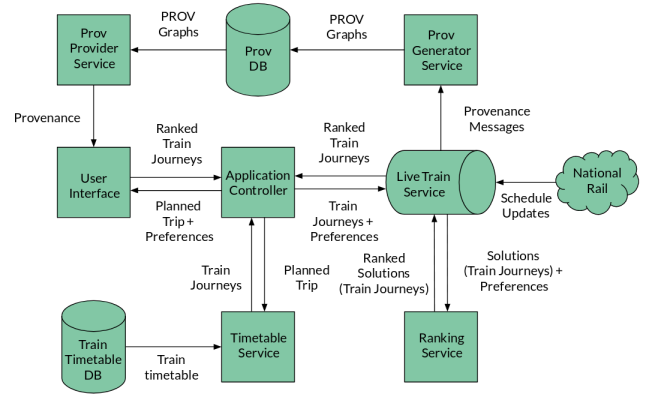 Prov
Provider
Service
PROV
Graphs
Prov
DB
PROV
Graphs
Prov
Generator
Service
Provenance
Provenance
Messages
User
Interface
Ranked
Train
Journeys
Planned
Trip +
Preferences
Application
Controller
Ranked
Train
Journeys
Train
Journeys +
Preferences
Live Train
Service
Schedule
Updates
National
Rail
Train
Journeys
Planned
Trip
Ranked
Solutions
(Train Journeys)
Solutions
(Train Journeys) +
Preferences
Train
Timetable
DB
Train
timetable
Timetable
Service
Ranking
Service